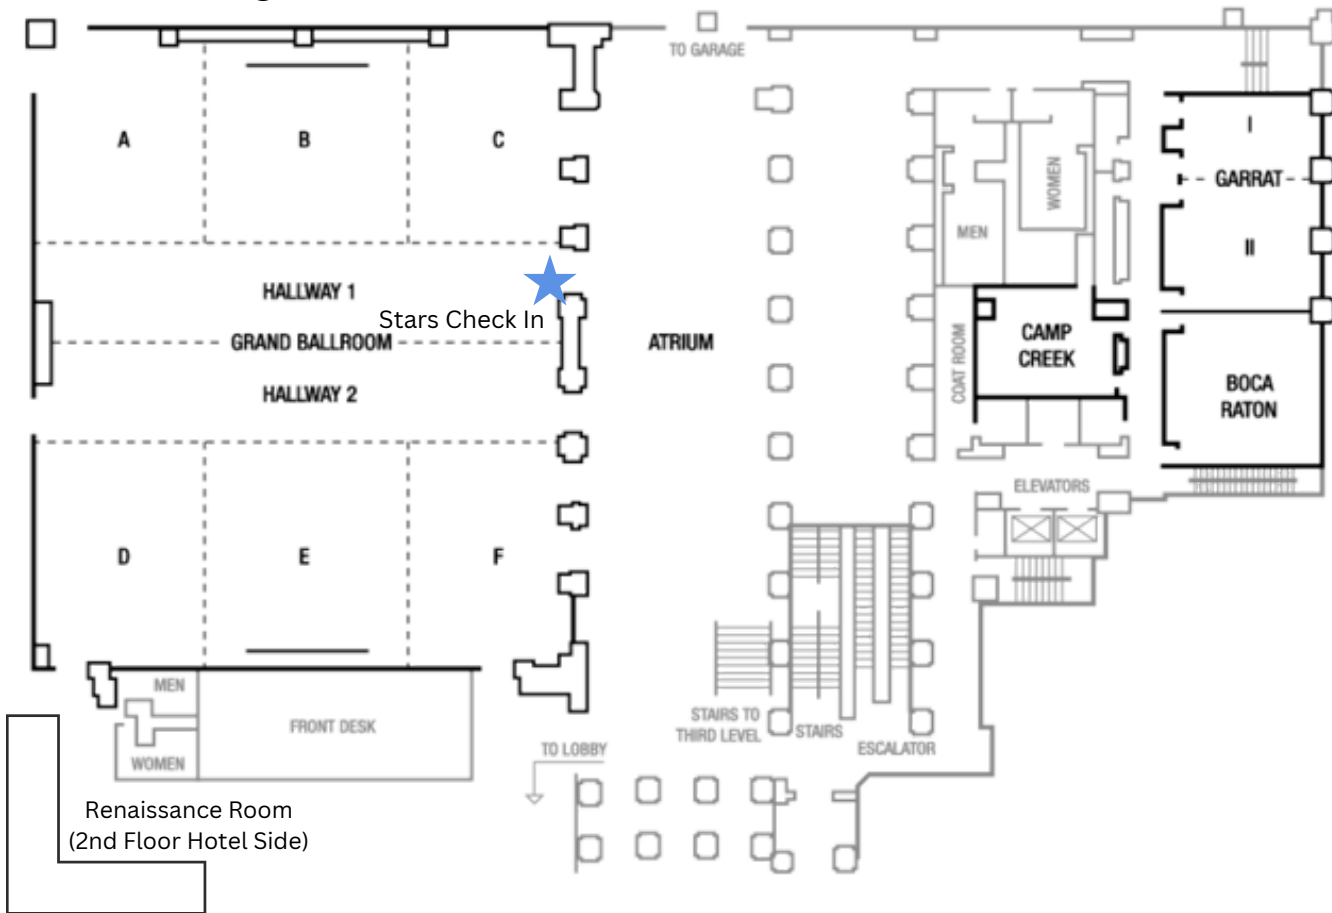 TO GARAGE
A
B
C
I
GARRAT
II
WOMEN
MEN
HALLWAY 1
Stars Check In
GRAND BALLROOM
HALLWAY 2
ATRIUM
COAT ROOM
CAMP
CREEK
BOCA
RATON
ELEVATORS
D
E
F
MEN
FRONT DESK
WOMEN
STAIRS TO
THIRD LEVEL
STAIRS
ESCALATOR
TO LOBBY
Renaissance Room
(2nd Floor Hotel Side)